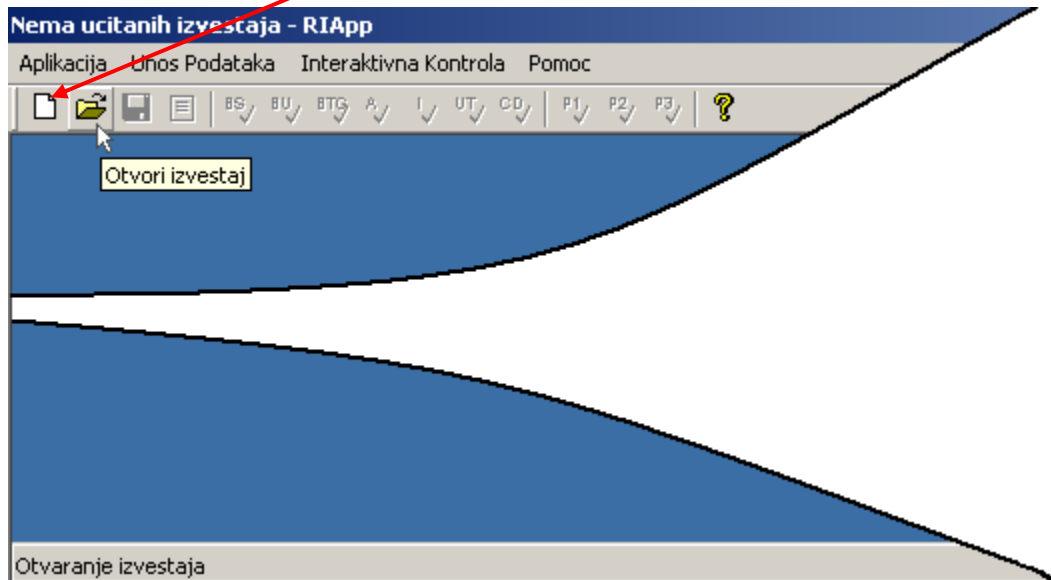 Nema ucitanih izvestaja - RIApp
Aplikacija Unos Podataka Interaktivna Kontrola Pomoc
BS BU BTG A I UT CD P1 P2 P3 ?
Otvori izvestaj
Otvaranje izvestaja